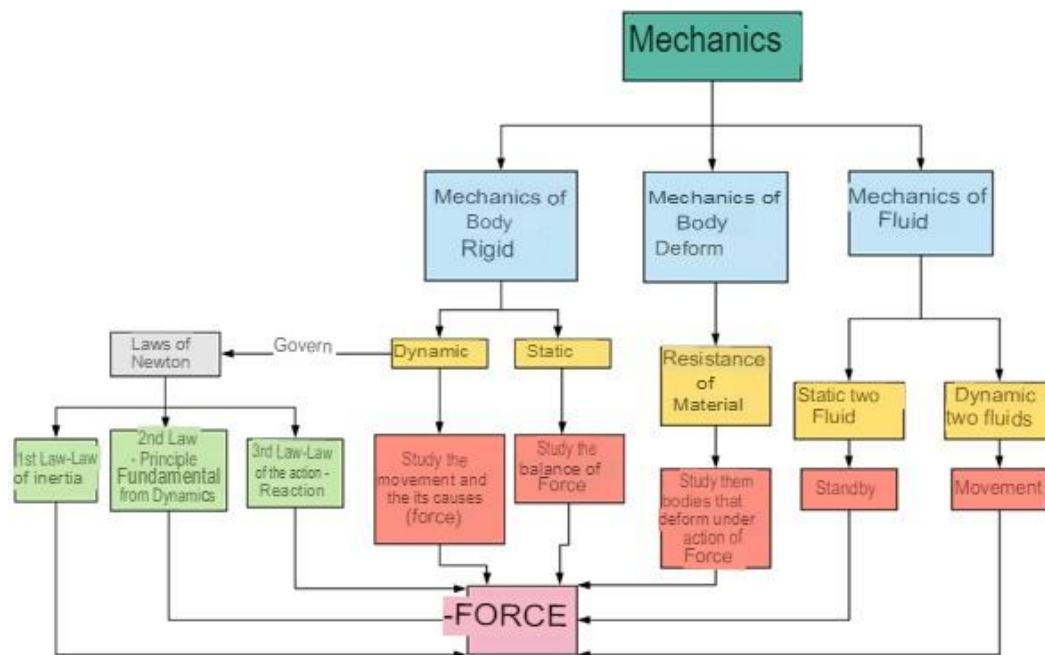 Mechanics
Mechanics of
Body
Rigid
Mechanics of
Body
Deform
Mechanics of
Fluid
Laws of
Newton
Govern
Dynamic
Static
Resistance
of
Material
Static two
Fluid
Dynamic
two fluids
1st Law-Law
of inertia
2nd Law
- Principle
Fundamental
from Dynamics
3rd Law-Law
of the action -
Reaction
Study the
movement and
the its causes
(force)
Study the
balance of
Force
Study them
bodies that
deform under
action of
Force
Standby
Movement
-FORCE